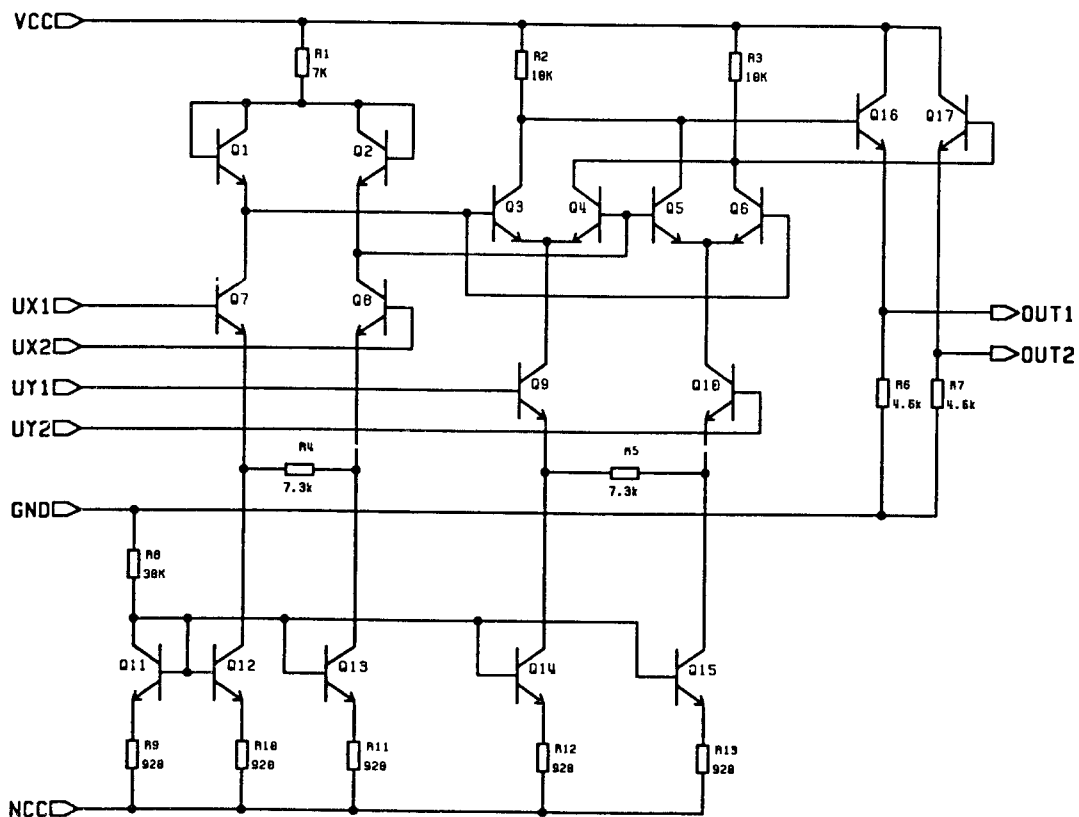 VCC
R1
7K
R2
10K
R3
10K
Q1
Q2
Q16
Q17
Q3
Q4
Q5
Q6
UX1
Q7
Q8
OUT1
UX2
OUT2
UY1
Q9
Q10
R6
4.6k
R7
4.6k
UY2
R4
7.3k
R5
7.3k
GND
R8
30K
Q11
Q12
Q13
Q14
Q15
R9
920
R10
920
R11
920
R12
920
R13
920
NCC